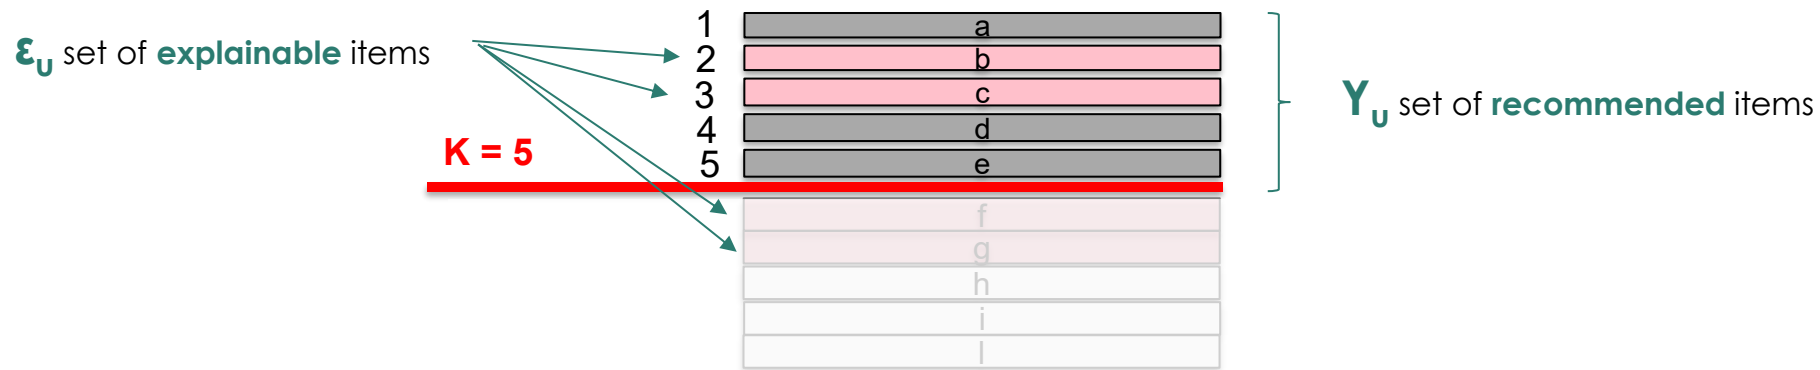 1 a
εU set of explainable items
2 b
3 c
YU set of recommended items
4 d
K = 5
5 e
f
g
h
i
l